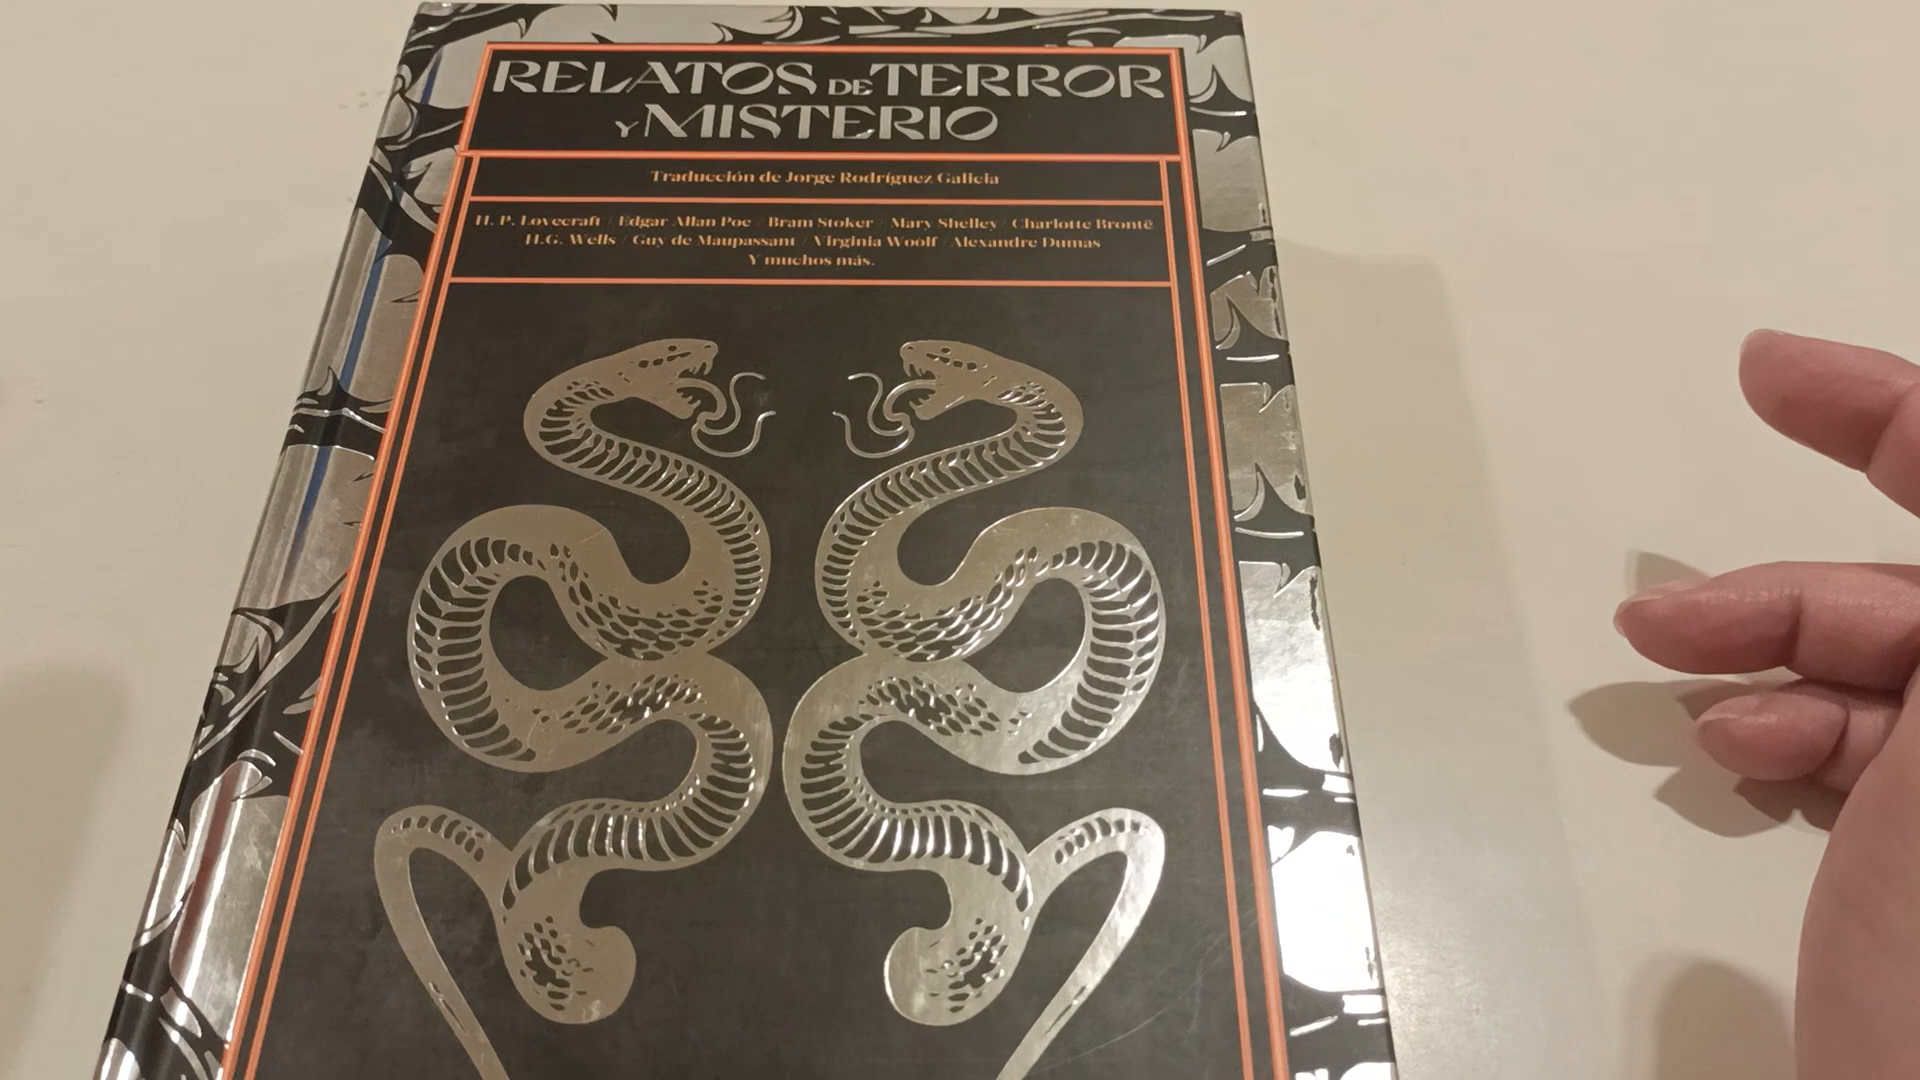 RELATOS DE TERROR
Y MISTERIO
Traducción de Jorge Rodríguez Galicia
H. P. Lovecraft / Edgar Allan Poe / Bram Stoker / Mary Shelley / Charlotte Brontë
H.G. Wells / Guy de Maupassant / Virginia Woolf / Alexandre Dumas
Y muchos más.